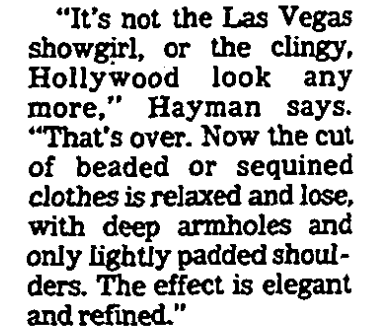 “It's not the Las Vegas
showgirl, or the clingy,
Hollywood look any
more,” Hayman says.
“That's over. Now the cut
of beaded or sequined
clothes is relaxed and lose,
with deep armholes and
only lightly padded shoul-
ders. The effect is elegant
and refined.”